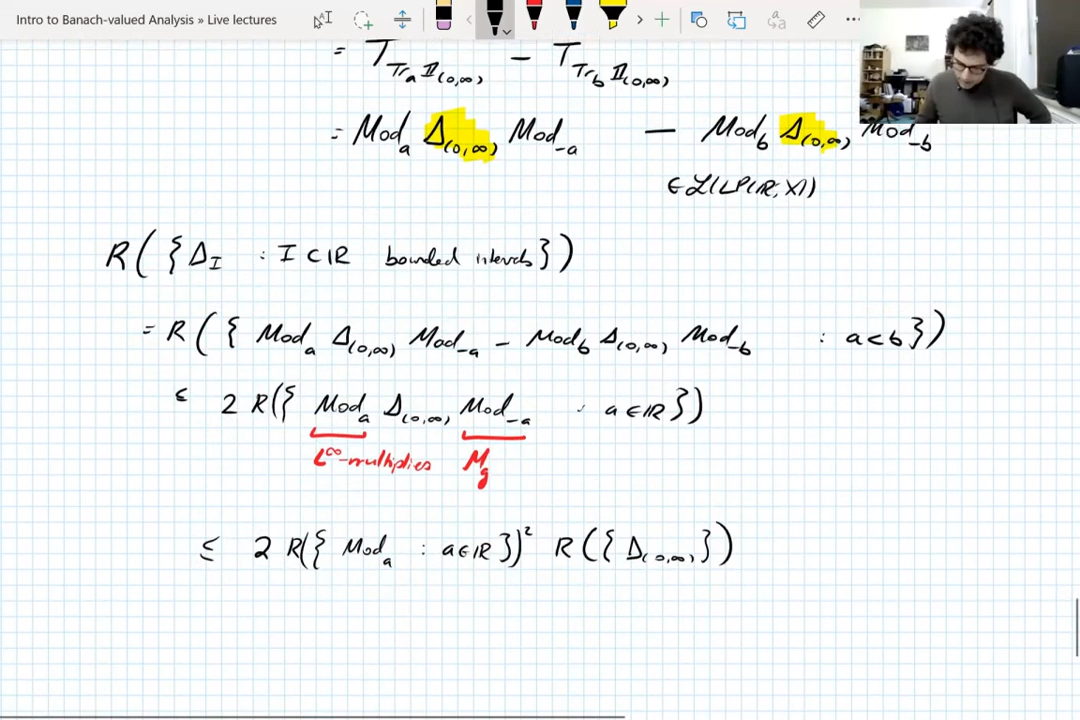 Intro to Banach-valued Analysis » Live lectures
= T_{Tr_a 𝟙_{(0,∞)}} − T_{Tr_b 𝟙_{(0,∞)}}
= Mod_a Δ_{(0,∞)} Mod_{-a} − Mod_b Δ_{(0,∞)} Mod_{-b}
∈ ℒ(L^p(ℝ; X))
R({Δ_I : I ⊂ ℝ bounded intervals})
= R({Mod_a Δ_{(0,∞)} Mod_{-a} − Mod_b Δ_{(0,∞)} Mod_{-b} : a<b})
≤ 2 R({Mod_a Δ_{(0,∞)} Mod_{-a} : a∈ℝ})
L^∞-multiplies M_g
≤ 2 R({Mod_a : a∈ℝ})² R({Δ_{(0,∞)}})